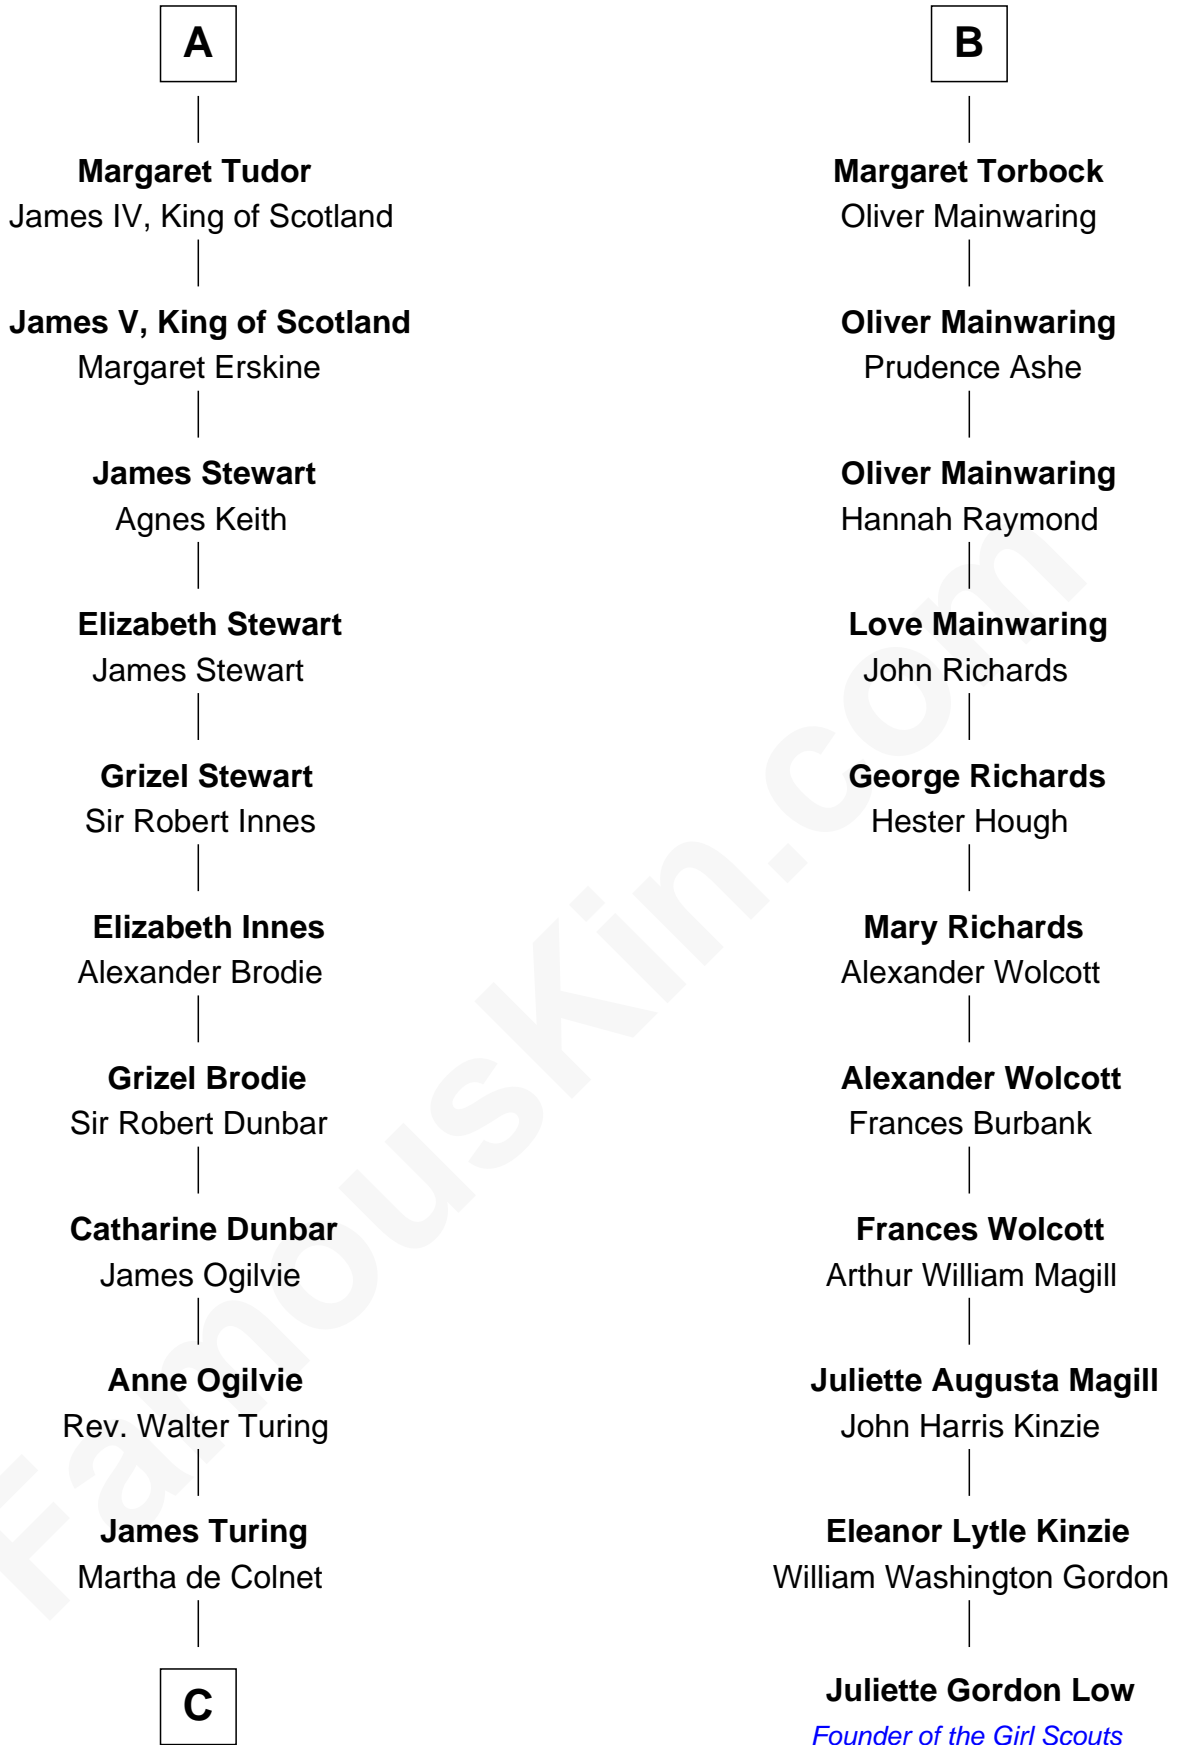 A
Margaret Tudor
James IV, King of Scotland
James V, King of Scotland
Margaret Erskine
James Stewart
Agnes Keith
Elizabeth Stewart
James Stewart
Grizel Stewart
Sir Robert Innes
Elizabeth Innes
Alexander Brodie
Grizel Brodie
Sir Robert Dunbar
Catharine Dunbar
James Ogilvie
Anne Ogilvie
Rev. Walter Turing
James Turing
Martha de Colnet
C
B
Margaret Torbock
Oliver Mainwaring
Oliver Mainwaring
Prudence Ashe
Oliver Mainwaring
Hannah Raymond
Love Mainwaring
John Richards
George Richards
Hester Hough
Mary Richards
Alexander Wolcott
Alexander Wolcott
Frances Burbank
Frances Wolcott
Arthur William Magill
Juliette Augusta Magill
John Harris Kinzie
Eleanor Lytle Kinzie
William Washington Gordon
Juliette Gordon Low
Founder of the Girl Scouts
FamousKin.com